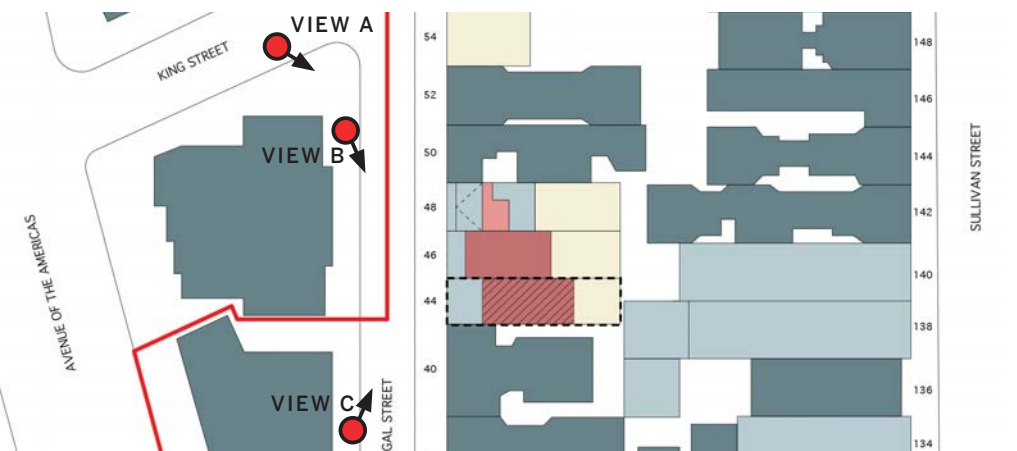 VIEW A
KING STREET
VIEW B
AVENUE OF THE AMERICAS
VIEW C
GAL STREET
54
52
50
48
46
44
40
148
146
144
142
140
138
136
134
SULLIVAN STREET